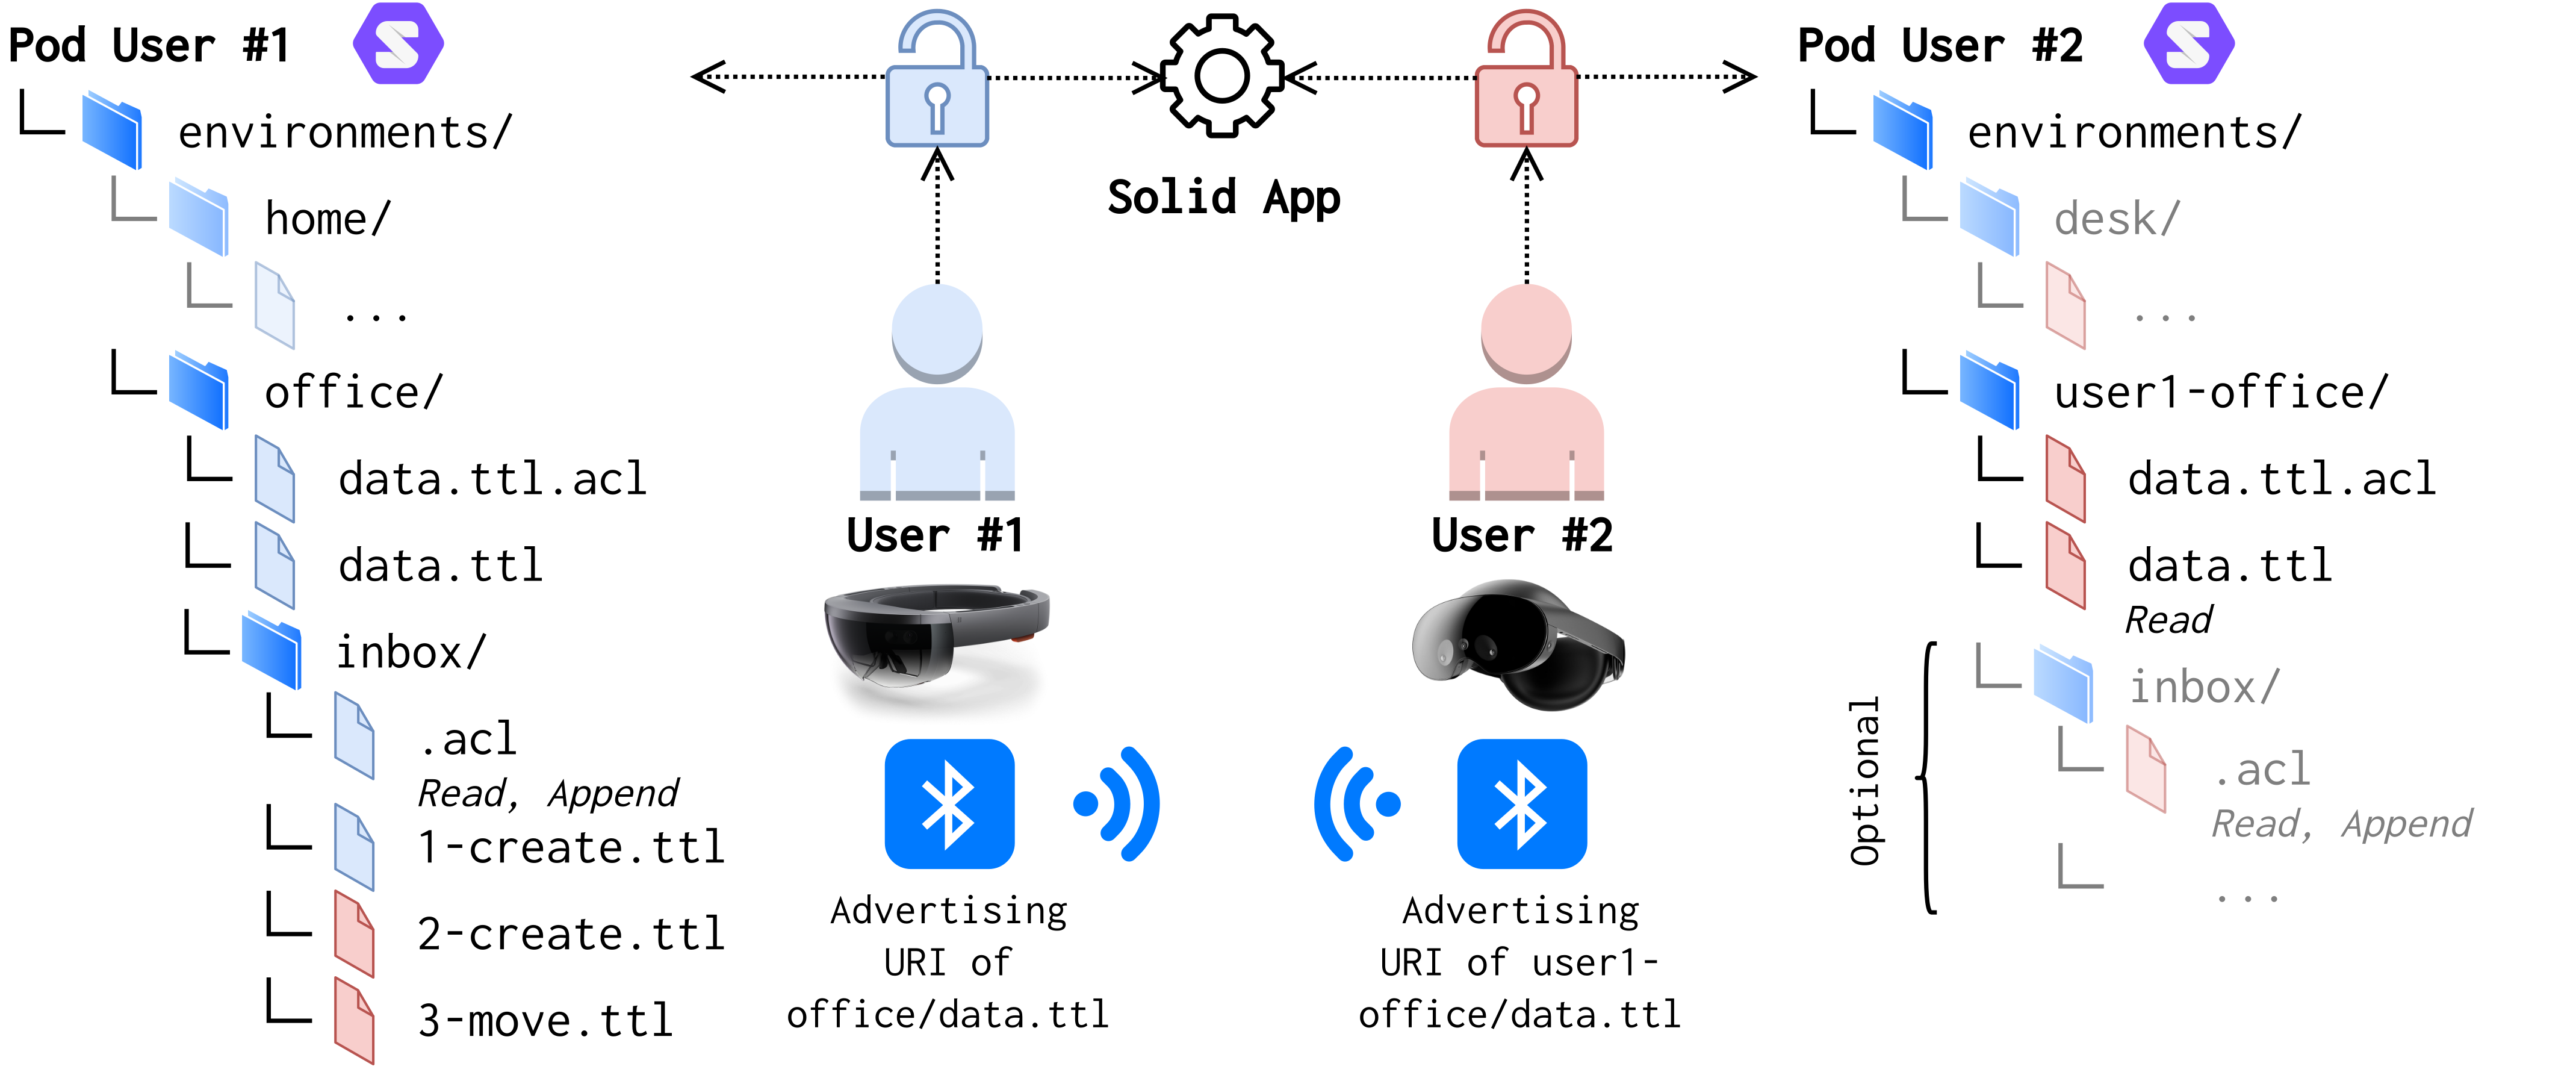 Pod User #1
environments/
home/
...
office/
data.ttl.acl
data.ttl
inbox/
.acl
Read, Append
1-create.ttl
2-create.ttl
3-move.ttl
Solid App
User #1
Advertising
URI of
office/data.ttl
User #2
Advertising
URI of user1-
office/data.ttl
Pod User #2
environments/
desk/
...
user1-office/
data.ttl.acl
data.ttl
Read
Optional
inbox/
.acl
Read, Append
...